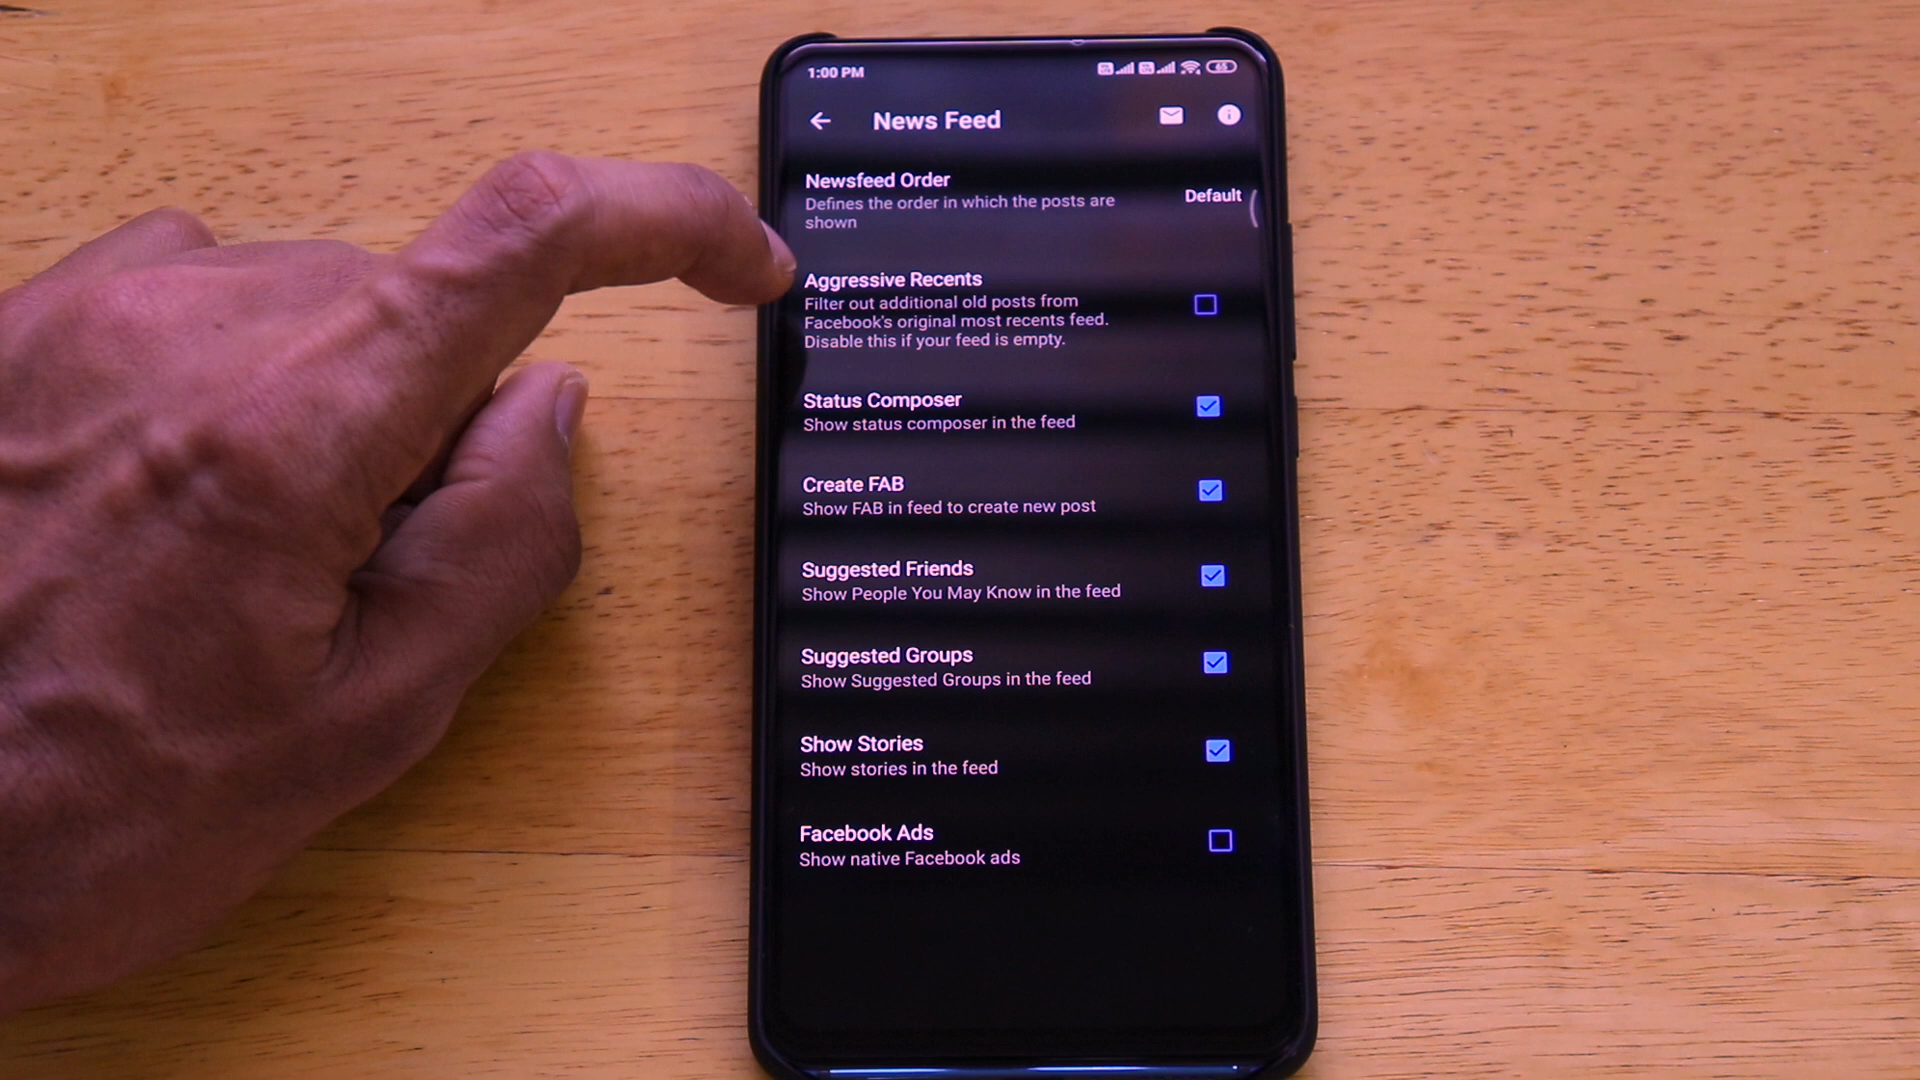 1:00 PM
65
News Feed
Newsfeed Order
Defines the order in which the posts are
shown
Default
Aggressive Recents
Filter out additional old posts from
Facebook's original most recents feed.
Disable this if your feed is empty.
Status Composer
Show status composer in the feed
Create FAB
Show FAB in feed to create new post
Suggested Friends
Show People You May Know in the feed
Suggested Groups
Show Suggested Groups in the feed
Show Stories
Show stories in the feed
Facebook Ads
Show native Facebook ads